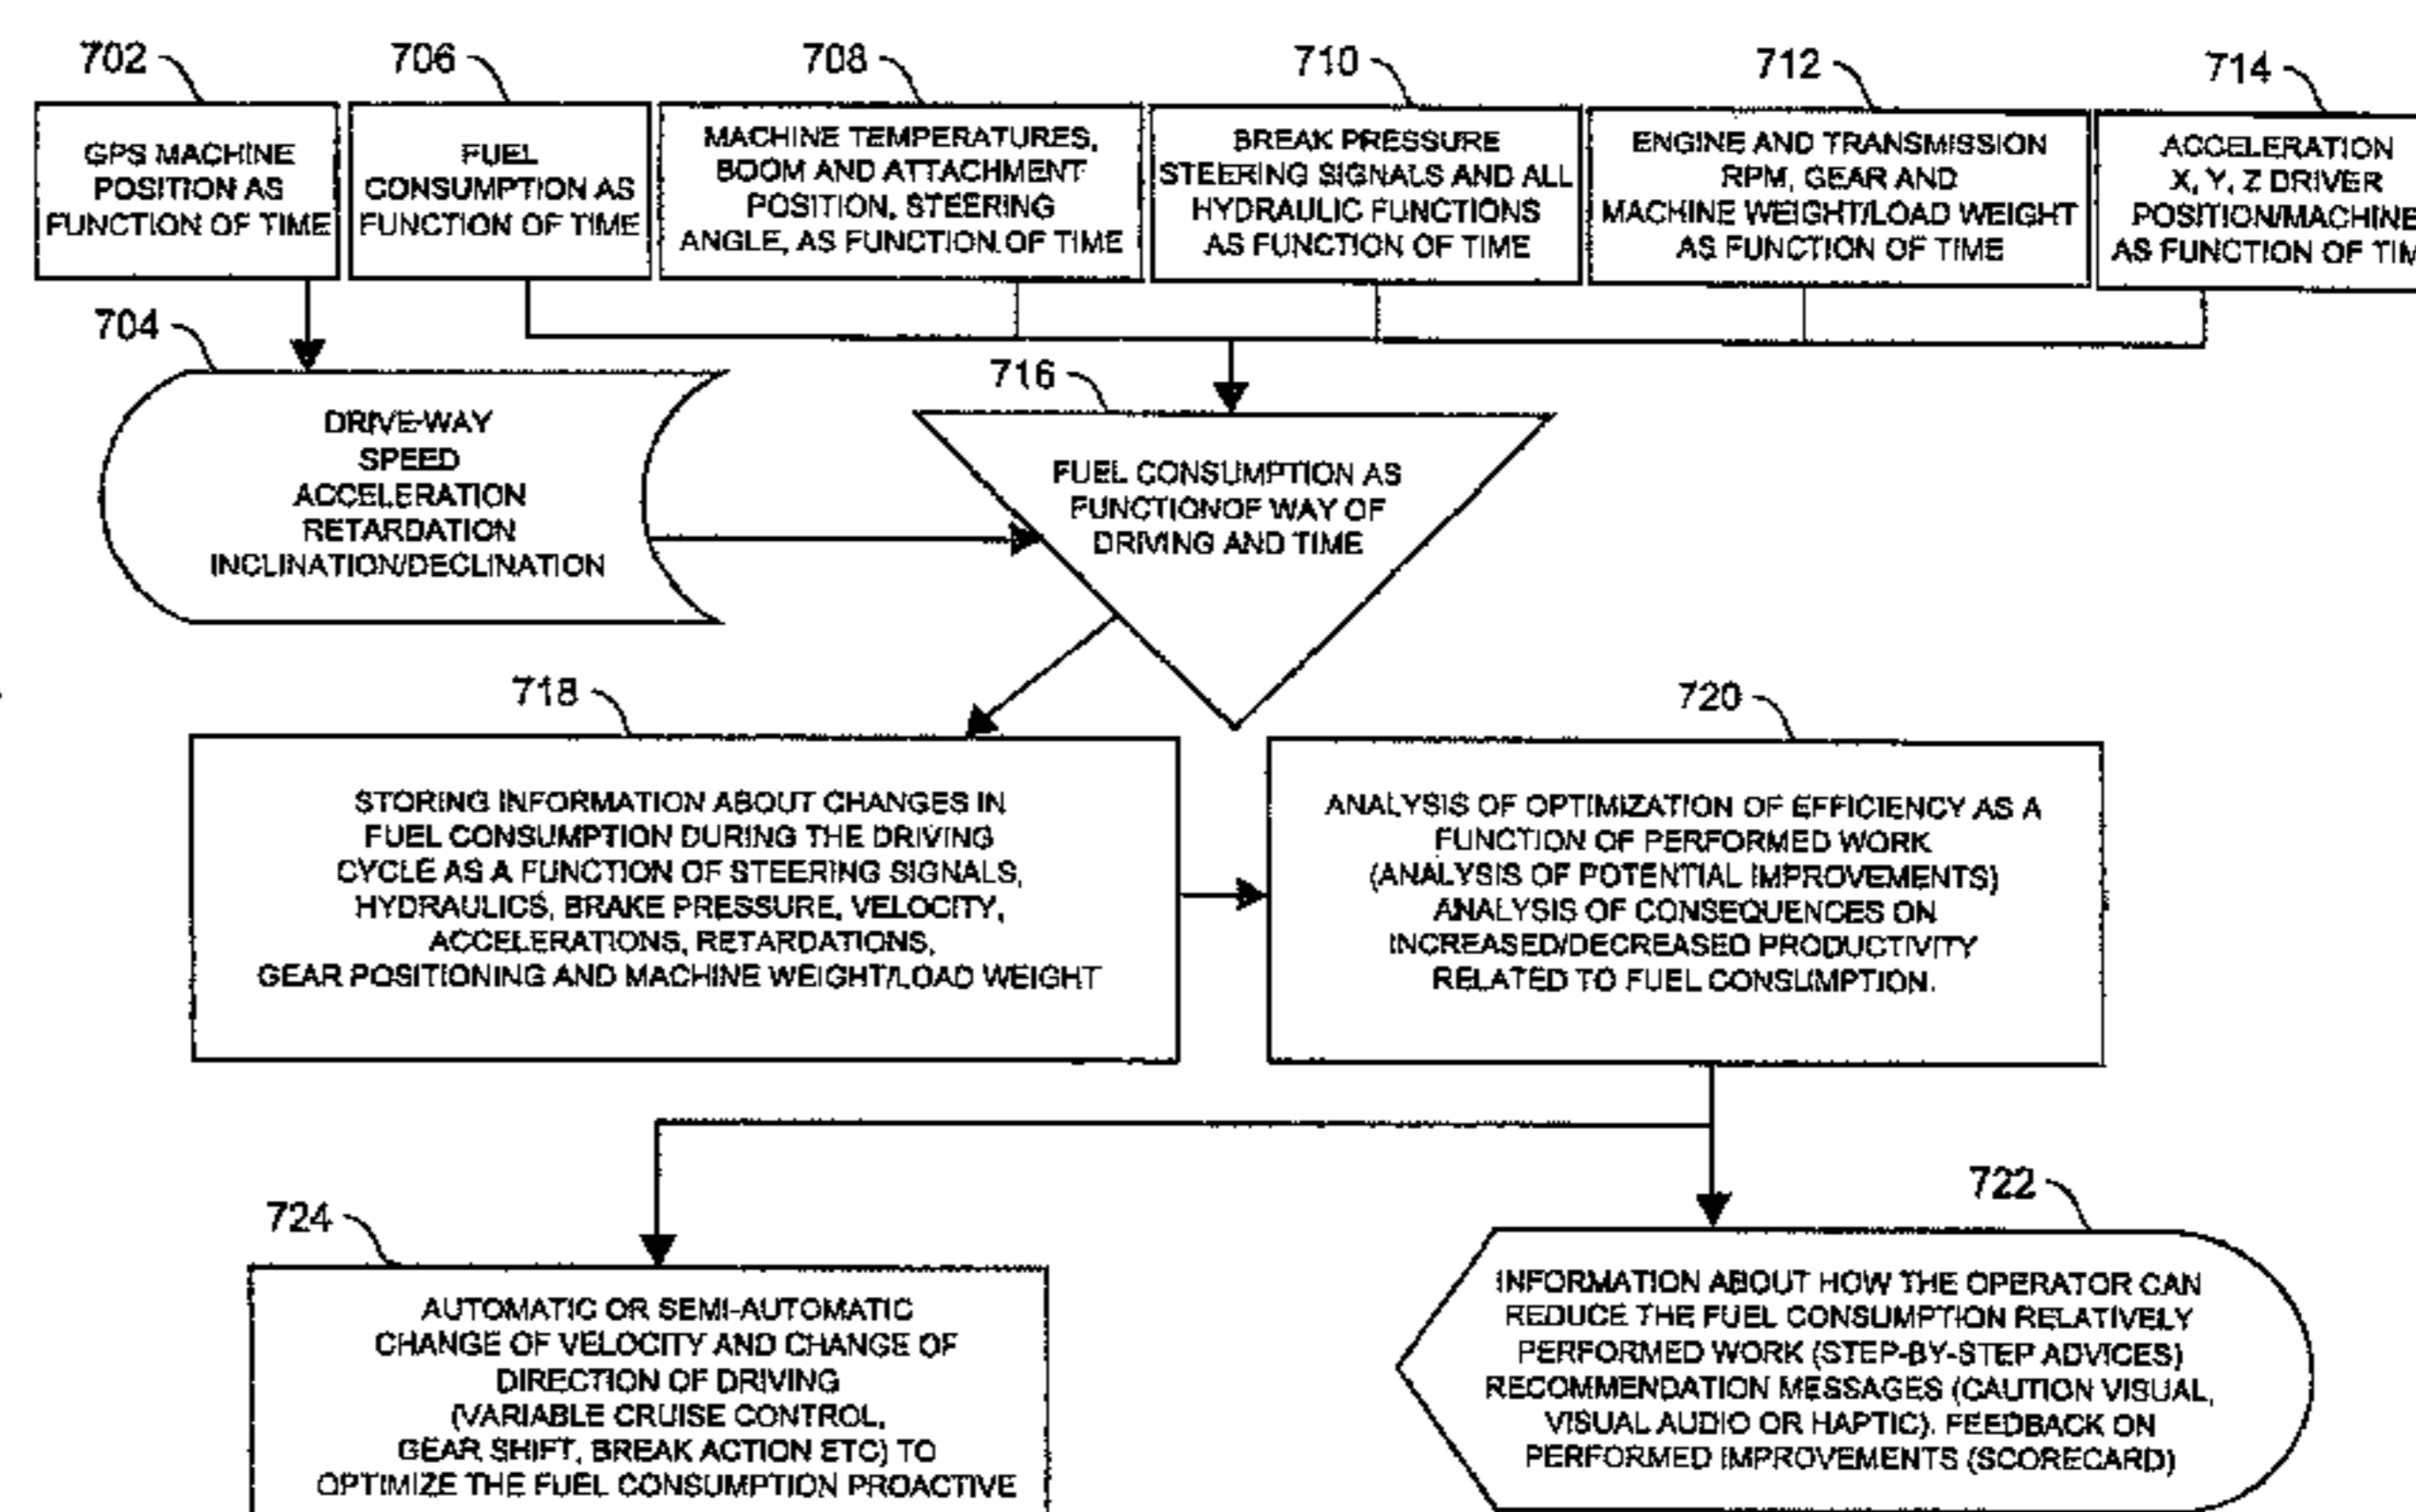 702
GPS MACHINE
POSITION AS
FUNCTION OF TIME
706
FUEL
CONSUMPTION AS
FUNCTION OF TIME
708
MACHINE TEMPERATURES,
BOOM AND ATTACHMENT
POSITION, STEERING
ANGLE, AS FUNCTION OF TIME
710
BREAK PRESSURE
STEERING SIGNALS AND ALL
HYDRAULIC FUNCTIONS
AS FUNCTION OF TIME
712
ENGINE AND TRANSMISSION
RPM, GEAR AND
MACHINE WEIGHT/LOAD WEIGHT
AS FUNCTION OF TIME
714
ACCELERATION
X, Y, Z DRIVER
POSITION/MACHINE
AS FUNCTION OF
704
DRIVE-WAY
SPEED
ACCELERATION
RETARDATION
INCLINATION/DECLINATION
716
FUEL CONSUMPTION AS
FUNCTIONOF WAY OF
DRIVING AND TIME
718
STORING INFORMATION ABOUT CHANGES IN
FUEL CONSUMPTION DURING THE DRIVING
CYCLE AS A FUNCTION OF STEERING SIGNALS,
HYDRAULICS, BRAKE PRESSURE, VELOCITY,
ACCELERATIONS, RETARDATIONS,
GEAR POSITIONING AND MACHINE WEIGHT/LOAD WEIGHT
720
ANALYSIS OF OPTIMIZATION OF EFFICIENCY AS A
FUNCTION OF PERFORMED WORK
(ANALYSIS OF POTENTIAL IMPROVEMENTS)
ANALYSIS OF CONSEQUENCES ON
INCREASED/DECREASED PRODUCTIVITY
RELATED TO FUEL CONSUMPTION.
724
AUTOMATIC OR SEMI-AUTOMATIC
CHANGE OF VELOCITY AND CHANGE OF
DIRECTION OF DRIVING
(VARIABLE CRUISE CONTROL,
GEAR SHIFT, BREAK ACTION ETC) TO
OPTIMIZE THE FUEL CONSUMPTION PROACTIVE
722
INFORMATION ABOUT HOW THE OPERATOR CAN
REDUCE THE FUEL CONSUMPTION RELATIVELY
PERFORMED WORK (STEP-BY-STEP ADVICES)
RECOMMENDATION MESSAGES (CAUTION VISUAL,
VISUAL AUDIO OR HAPTIC). FEEDBACK ON
PERFORMED IMPROVEMENTS (SCORECARD)